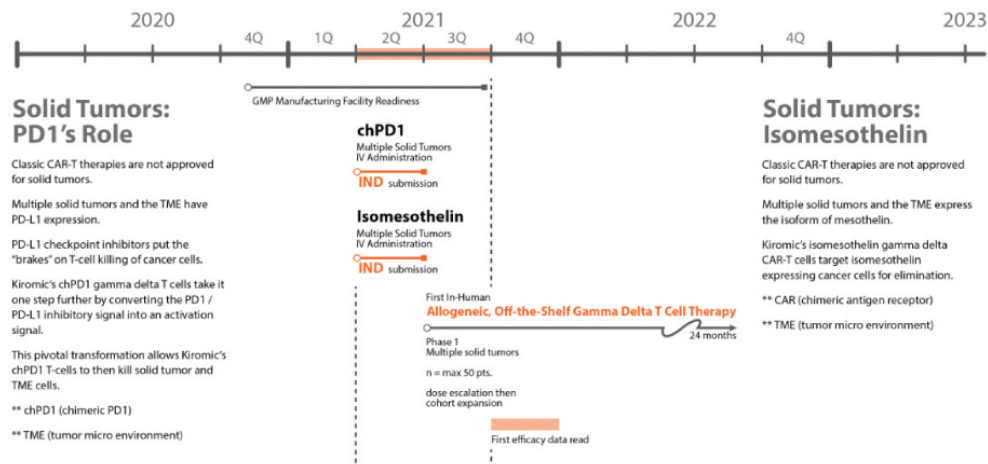 2020
2021
2022
2023
4Q
1Q
2Q
3Q
4Q
4Q
GMP Manufacturing Facility Readiness
Solid Tumors:
PD1's Role
Classic CAR-T therapies are not approved
for solid tumors.
Multiple solid tumors and the TME have
PD-L1 expression.
PD-L1 checkpoint inhibitors put the
"brakes" on T-cell killing of cancer cells.
Kiromic's chPD1 gamma delta T cells take it
one step further by converting the PD1 /
PD-L1 inhibitory signal into an activation
signal.
This pivotal transformation allows Kiromic's
chPD1 T-cells to then kill solid tumor and
TME cells.
** chPD1 (chimeric PD1)
** TME (tumor micro environment)
chPD1
Multiple Solid Tumors
IV Administration
IND submission
Isomesothelin
Multiple Solid Tumors
IV Administration
IND submission
First In-Human
Allogeneic, Off-the-Shelf Gamma Delta T Cell Therapy
24 months
Phase 1
Multiple solid tumors
n = max 50 pts.
dose escalation then
cohort expansion
First efficacy data read
Solid Tumors:
Isomesothelin
Classic CAR-T therapies are not approved
for solid tumors.
Multiple solid tumors and the TME express
the isoform of mesothelin.
Kiromic's isomesothelin gamma delta
CAR-T cells target isomesothelin
expressing cancer cells for elimination.
** CAR (chimeric antigen receptor)
** TME (tumor micro environment)